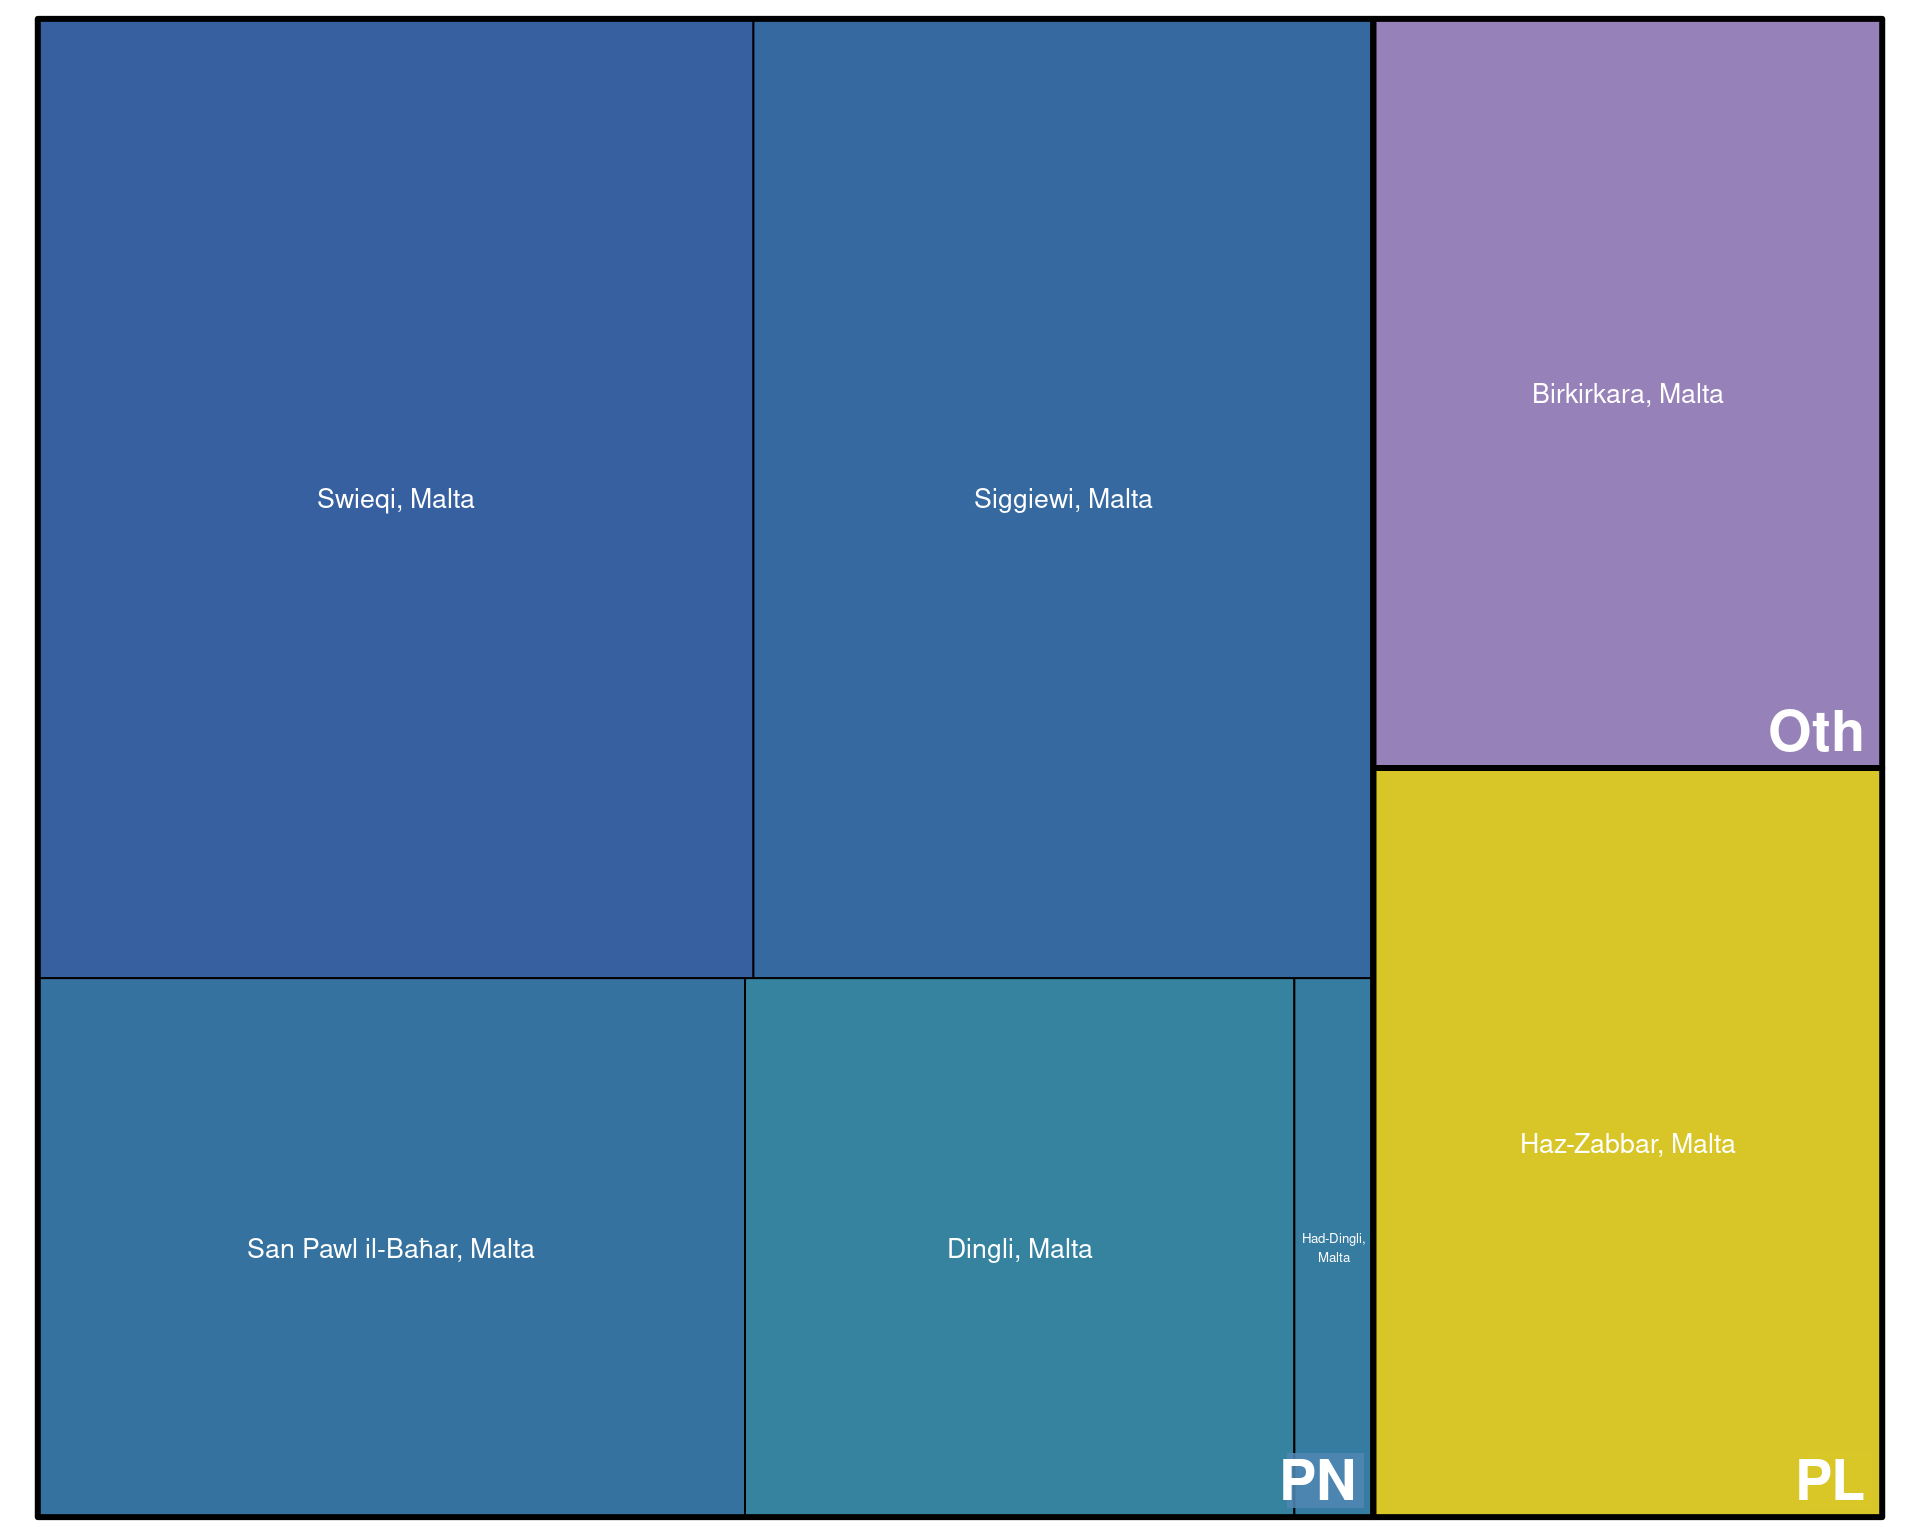 Swieqi, Malta
Siggiewi, Malta
Birkirkara, Malta
Oth
San Pawl il-Baħar, Malta
Dingli, Malta
Had-Dingli,
Malta
PN
Haz-Zabbar, Malta
PL